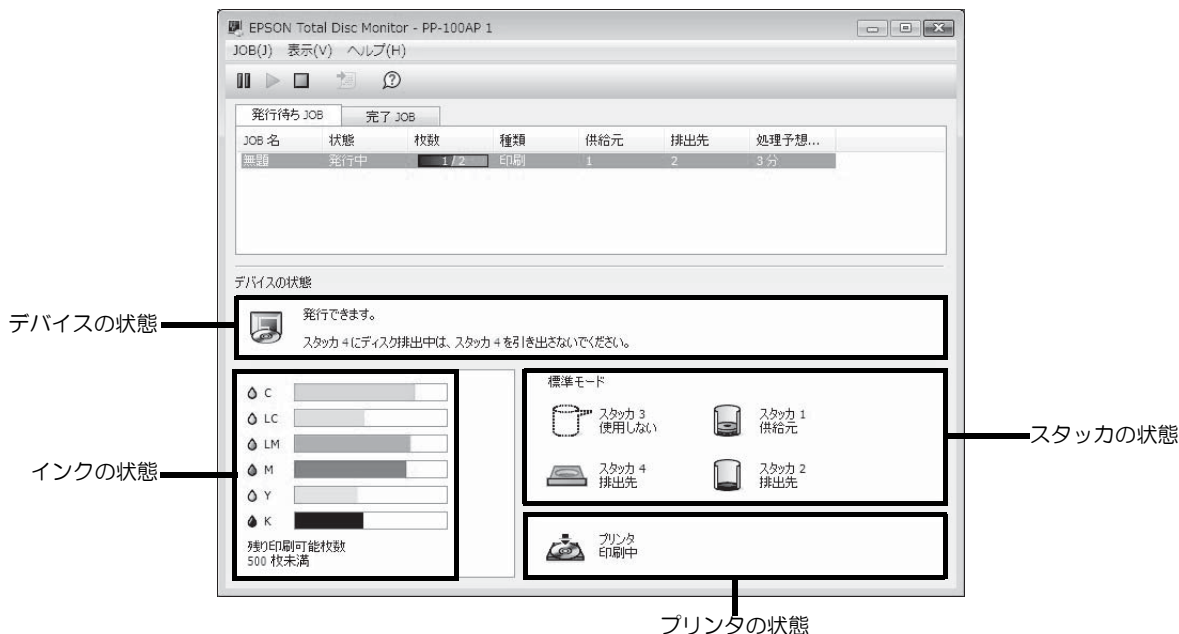 EPSON Total Disc Monitor - PP-100AP 1
JOB(J) 表示(V) ヘルプ(H)
発行待ち JOB 完了 JOB
JOB 名 状態 枚数 種類 供給元 排出先 処理予想...
無題 発行中 1 / 2 印刷 1 2 3 分
デバイスの状態
デバイスの状態
発行できます。
スタッカ 4 にディスク排出中は、スタッカ 4 を引き出さないでください。
インクの状態
C
LC
LM
M
Y
K
残り印刷可能枚数
500 枚未満
標準モード
スタッカ 3
使用しない
スタッカ 1
供給元
スタッカ 4
排出先
スタッカ 2
排出先
スタッカの状態
プリンタ
印刷中
プリンタの状態